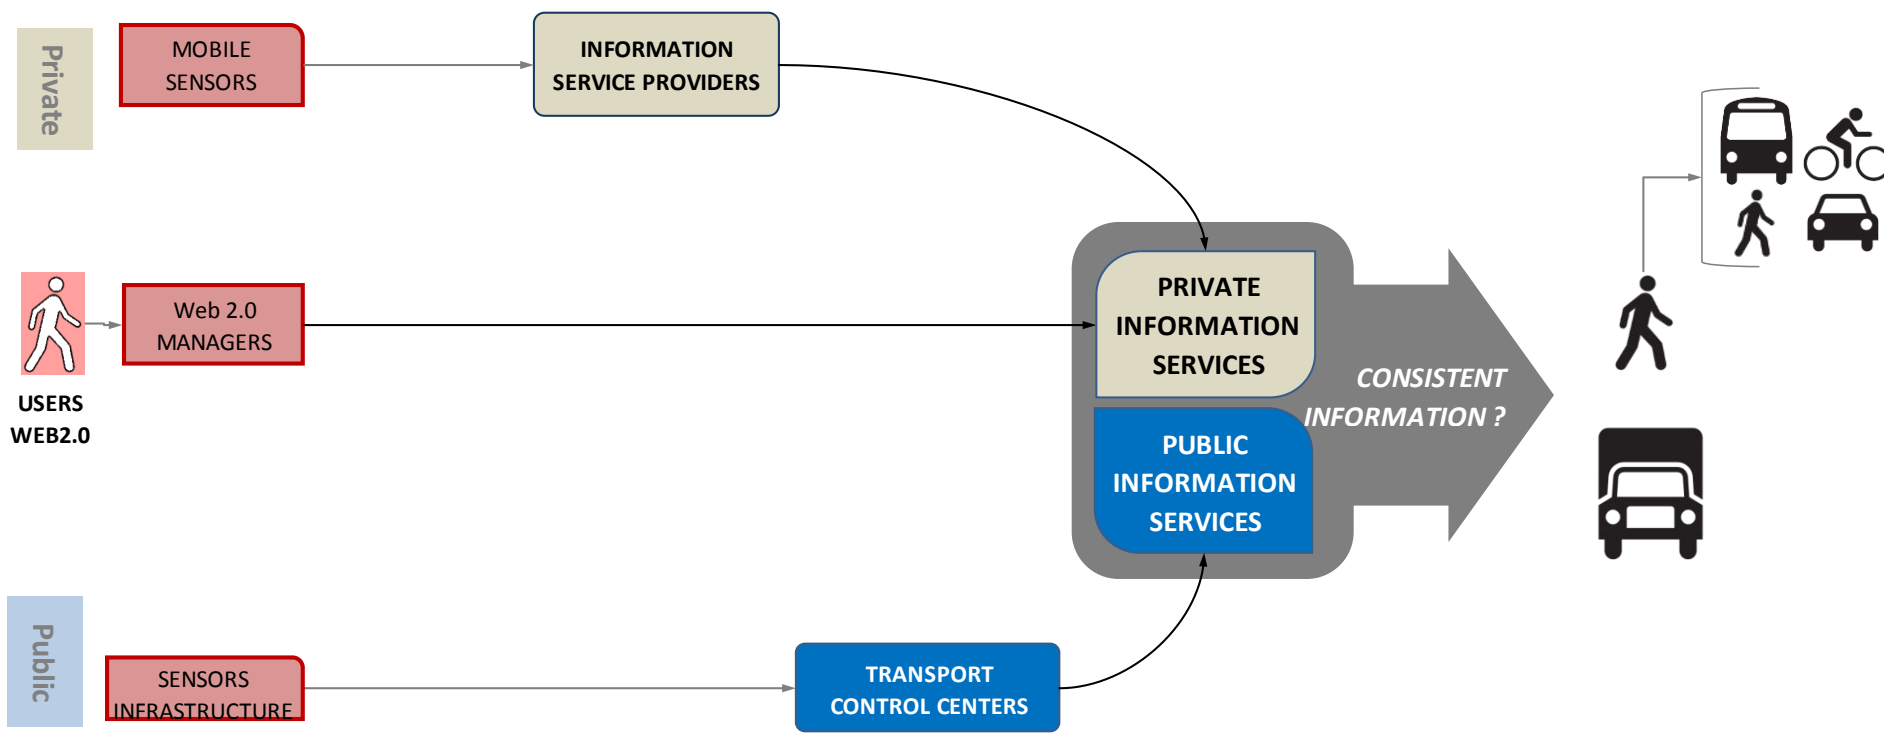 Private
MOBILE
SENSORS
INFORMATION
SERVICE PROVIDERS
USERS
WEB2.0
Web 2.0
MANAGERS
PRIVATE
INFORMATION
SERVICES
PUBLIC
INFORMATION
SERVICES
CONSISTENT
INFORMATION ?
Public
SENSORS
INFRASTRUCTURE
TRANSPORT
CONTROL CENTERS